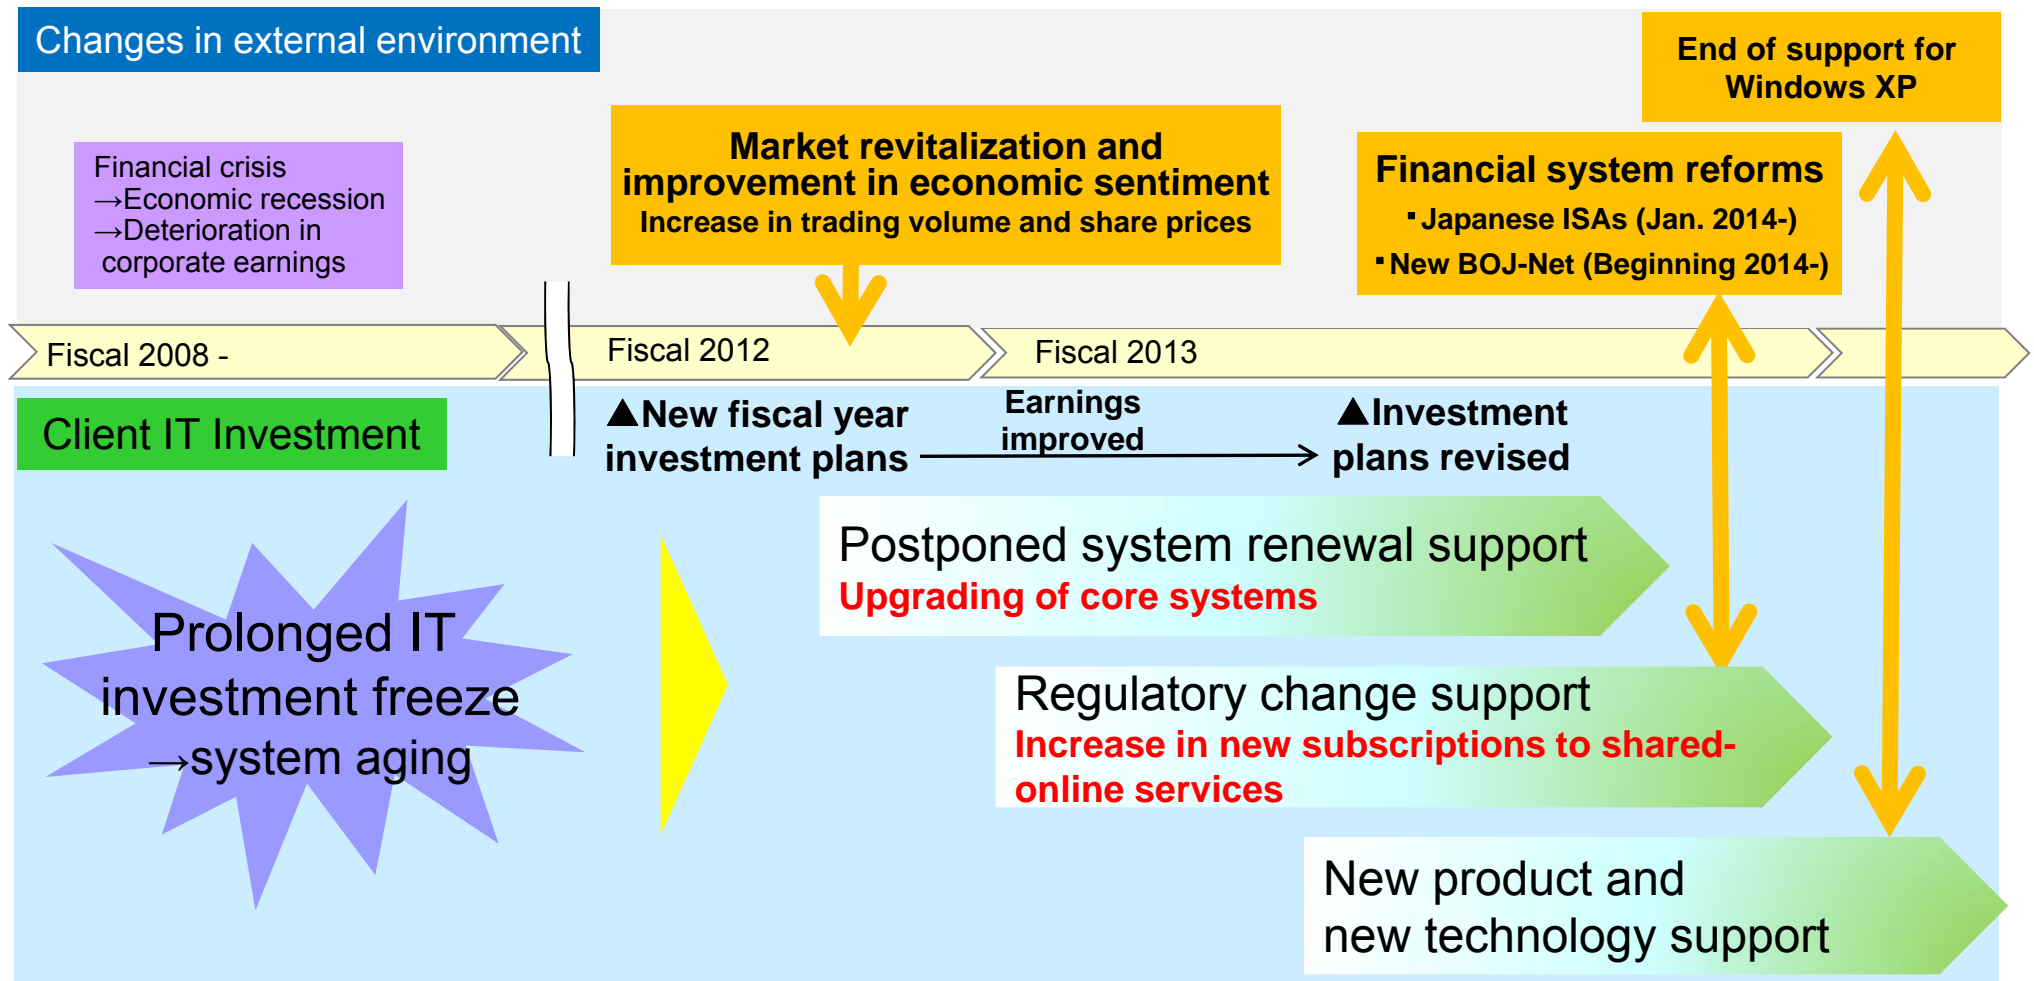 Changes in external environment
End of support for
Windows XP
Financial crisis
→Economic recession
→Deterioration in
corporate earnings
Market revitalization and
improvement in economic sentiment
Increase in trading volume and share prices
Financial system reforms
▪Japanese ISAs (Jan. 2014-)
▪New BOJ-Net (Beginning 2014-)
Fiscal 2008 -
Fiscal 2012
Fiscal 2013
Client IT Investment
▲New fiscal year
investment plans
Earnings
improved
▲Investment
plans revised
Prolonged IT
investment freeze
→system aging
Postponed system renewal support
Upgrading of core systems
Regulatory change support
Increase in new subscriptions to shared-
online services
New product and
new technology support